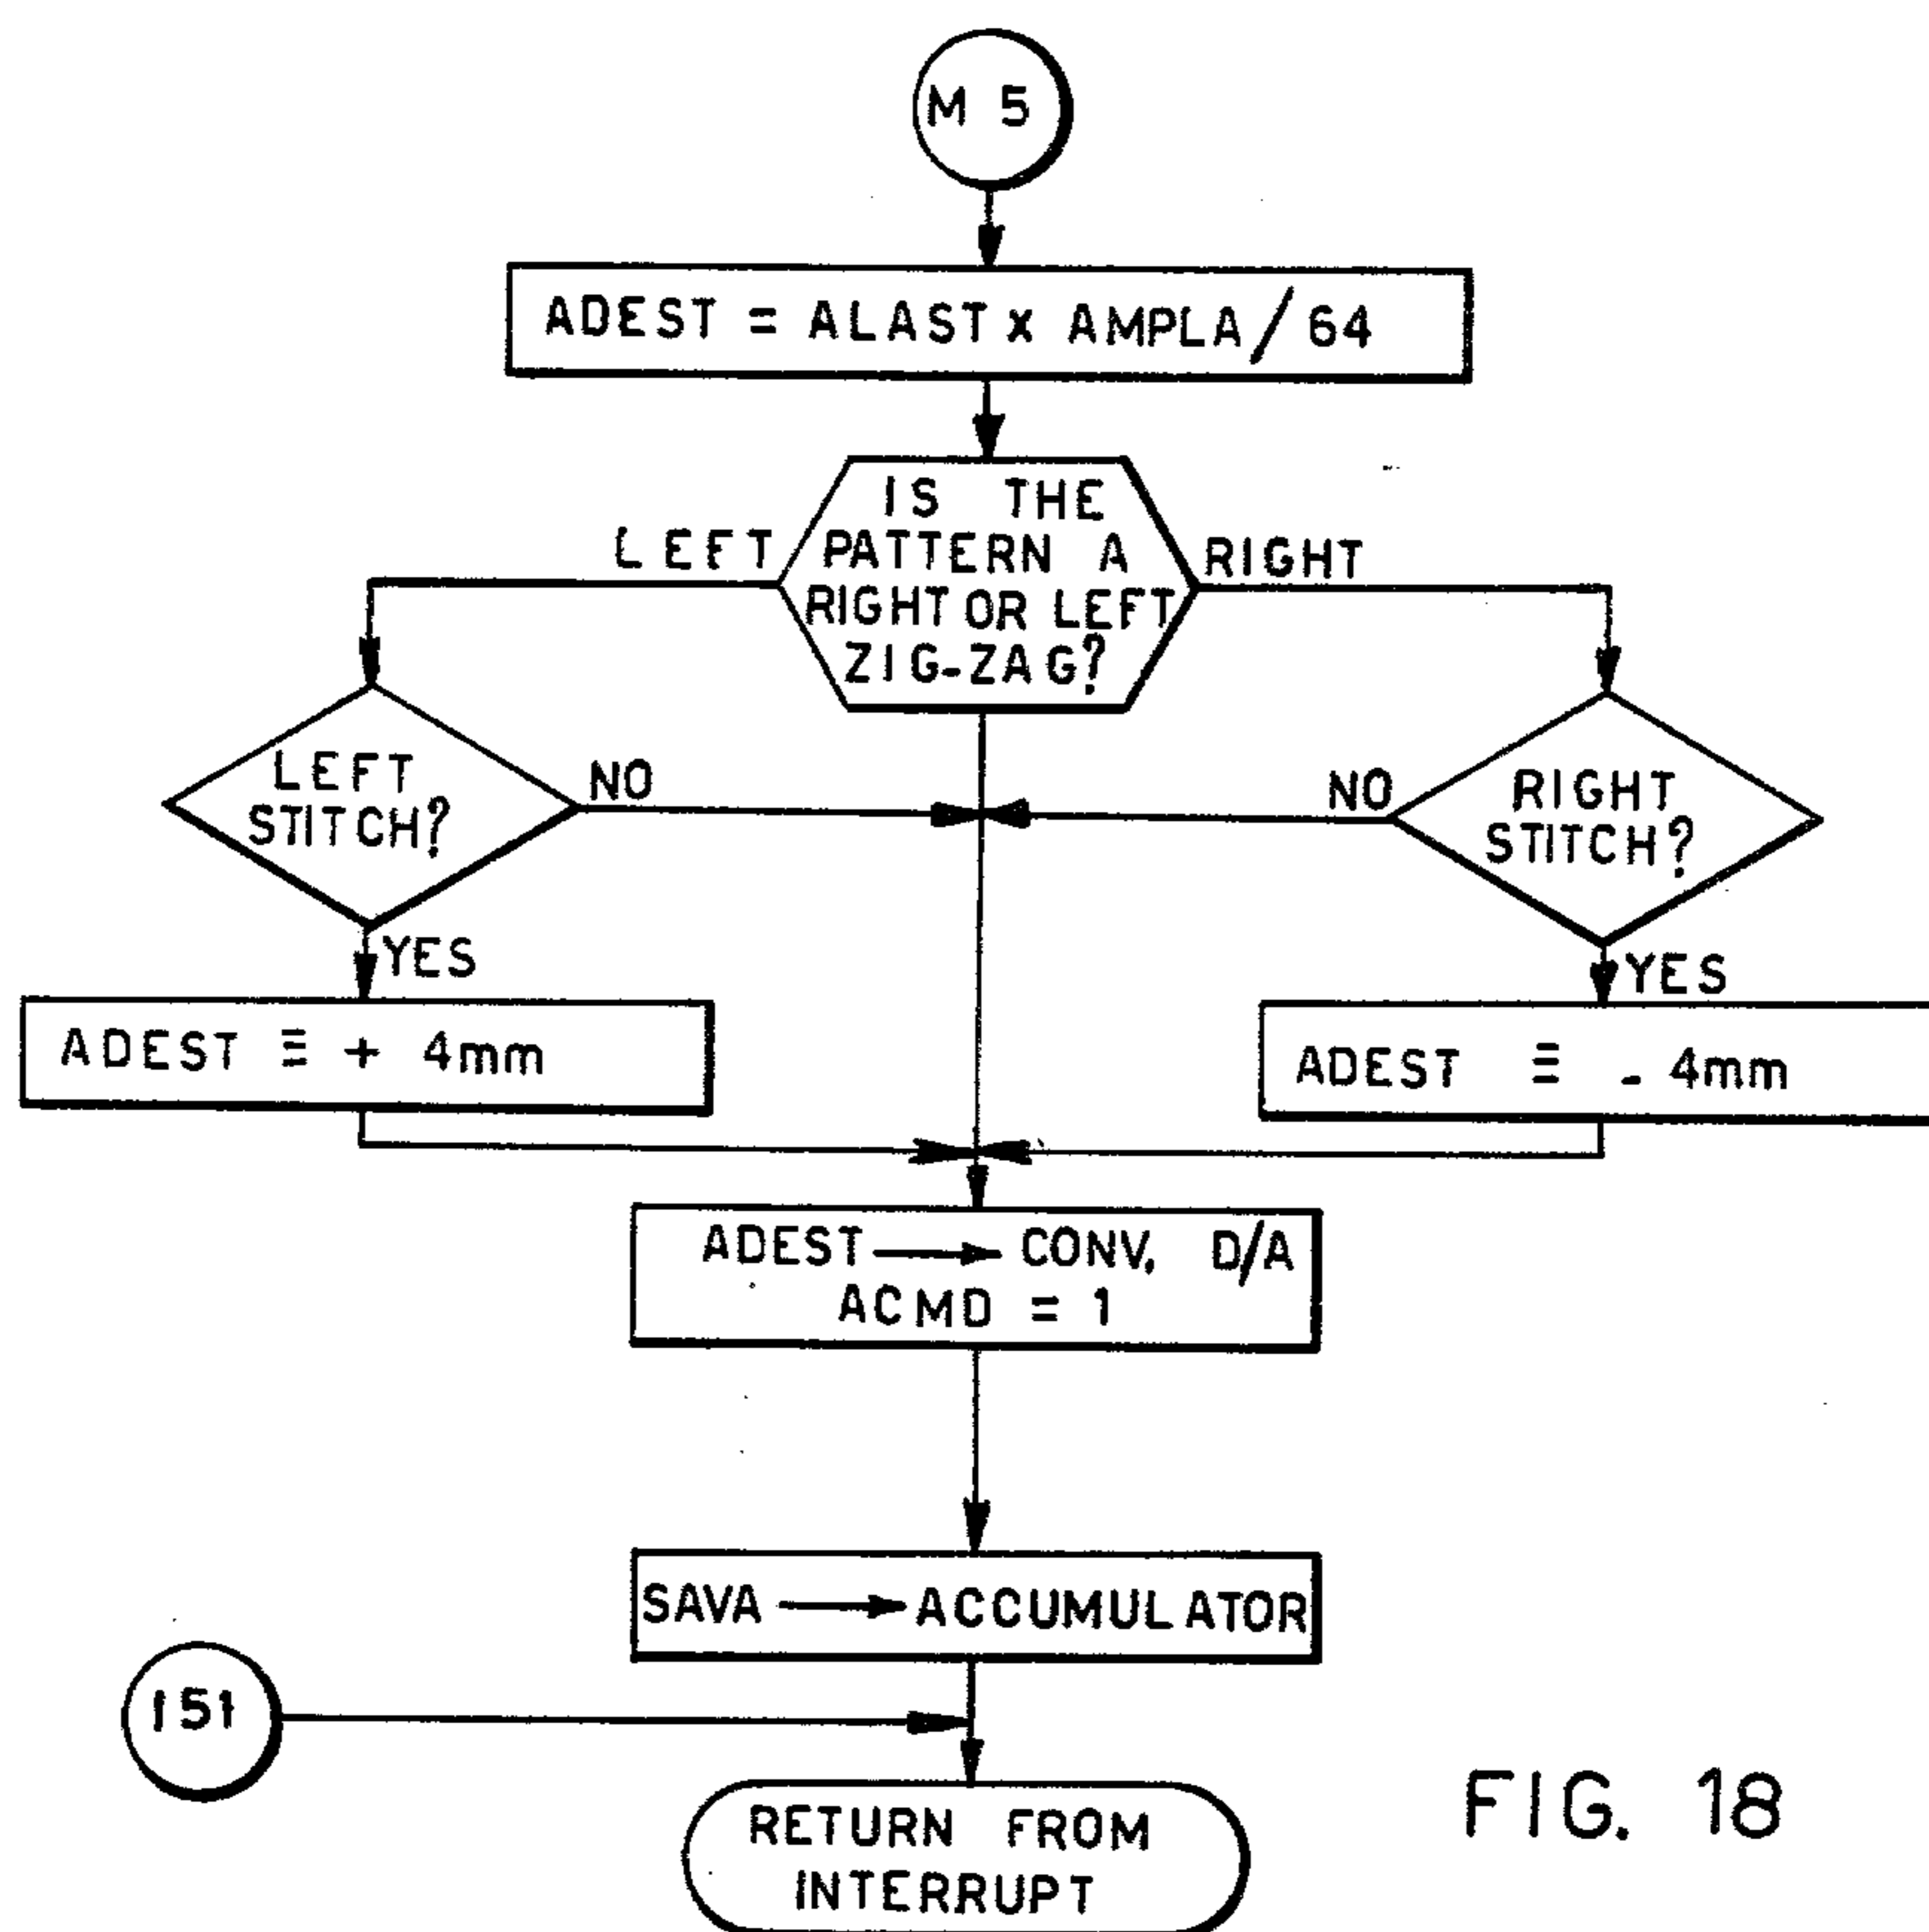 M 5
ADEST = ALAST x AMPLA / 64
IS THE
PATTERN A
RIGHT OR LEFT
ZIG-ZAG?
LEFT
RIGHT
LEFT
STITCH?
NO
NO
RIGHT
STITCH?
YES
YES
ADEST Ξ + 4mm
ADEST Ξ - 4mm
ADEST → CONV. D/A
ACMD = 1
SAVA → ACCUMULATOR
IS1
RETURN FROM
INTERRUPT
FIG. 18